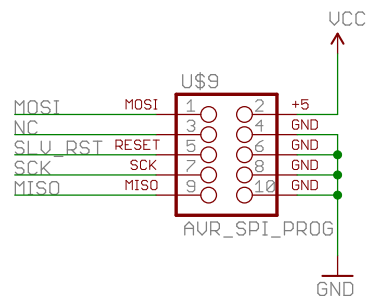 VCC
U$9
MOSI MOSI 1 2 +5
NC 3 4 GND
SLV_RST RESET 5 6 GND
SCK SCK 7 8 GND
MISO MISO 9 10 GND
AVR_SPI_PROG
GND